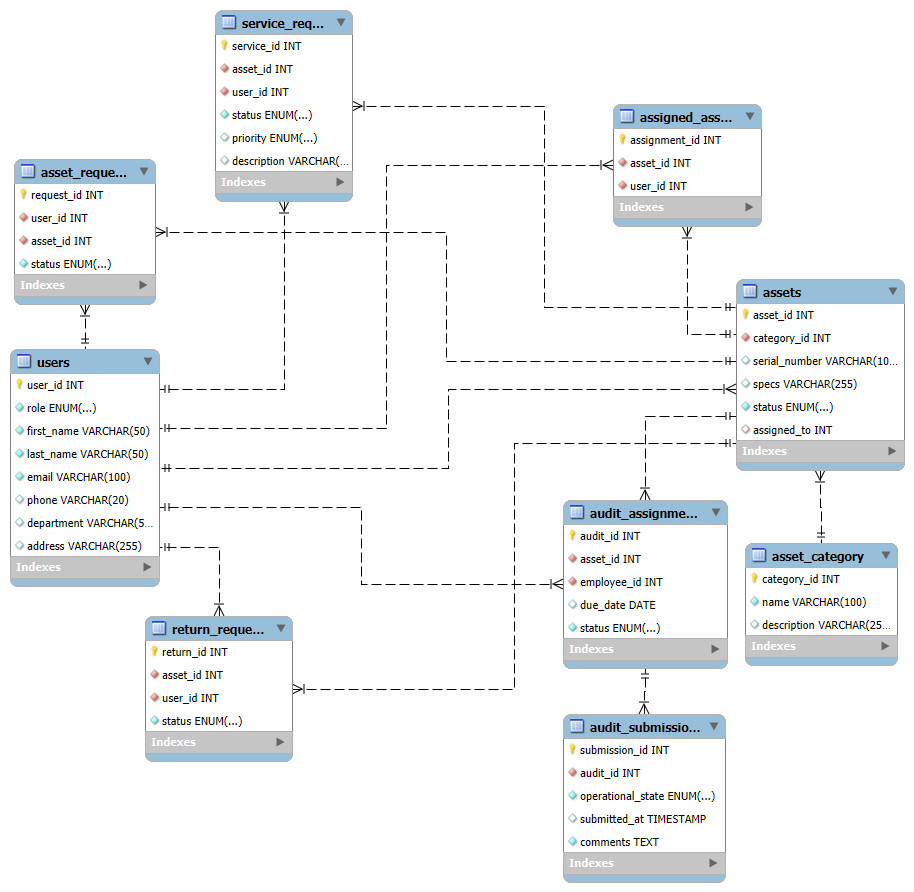 service_req...
service_id INT
asset_id INT
user_id INT
status ENUM(...)
priority ENUM(...)
description VARCHAR(...
Indexes
assigned_ass...
assignment_id INT
asset_id INT
user_id INT
Indexes
asset_reque...
request_id INT
user_id INT
asset_id INT
status ENUM(...)
Indexes
assets
asset_id INT
category_id INT
serial_number VARCHAR(10...
specs VARCHAR(255)
status ENUM(...)
assigned_to INT
Indexes
users
user_id INT
role ENUM(...)
first_name VARCHAR(50)
last_name VARCHAR(50)
email VARCHAR(100)
phone VARCHAR(20)
department VARCHAR(5...
address VARCHAR(255)
Indexes
audit_assignme...
audit_id INT
asset_id INT
employee_id INT
due_date DATE
status ENUM(...)
Indexes
asset_category
category_id INT
name VARCHAR(100)
description VARCHAR(25...
Indexes
return_reque...
return_id INT
asset_id INT
user_id INT
status ENUM(...)
Indexes
audit_submissio...
submission_id INT
audit_id INT
operational_state ENUM(...)
submitted_at TIMESTAMP
comments TEXT
Indexes